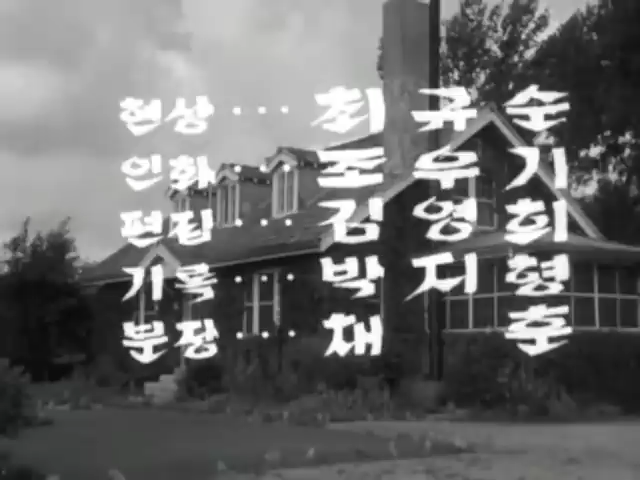 현상 ··· 최규순
인화 ··· 조우기
편집 ··· 김영희
기록 ··· 박지형
분장 ··· 채훈